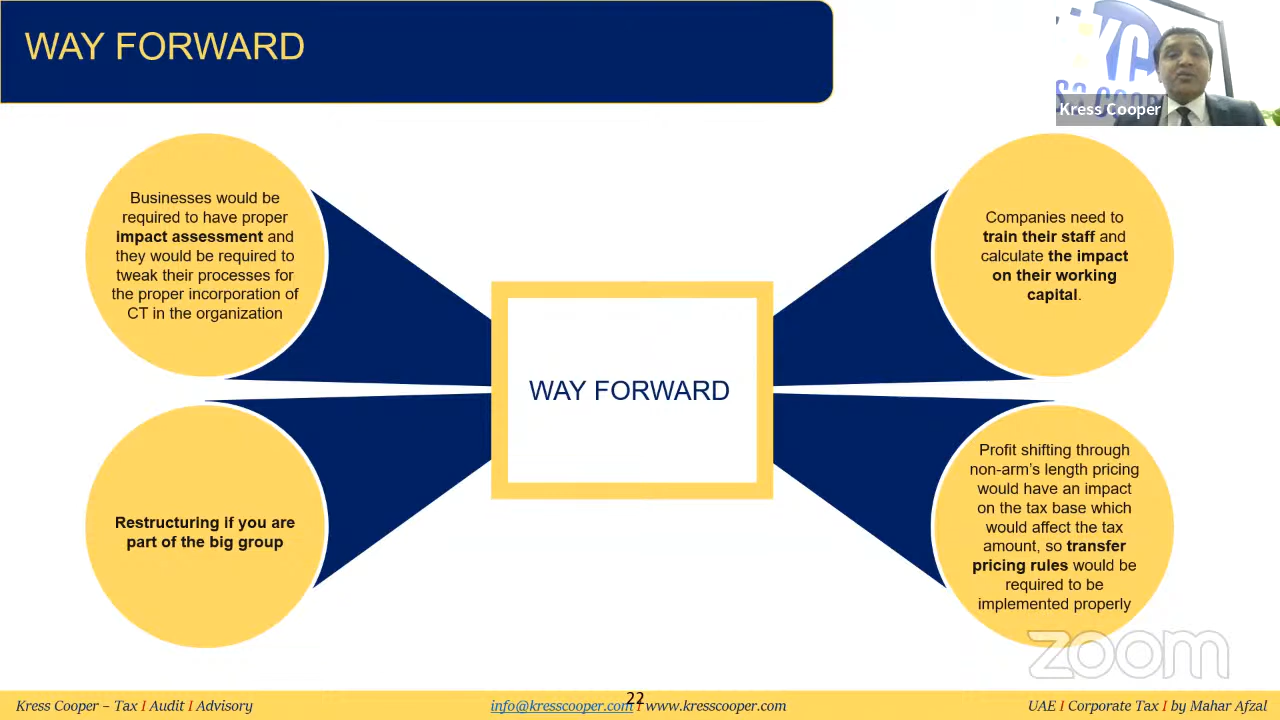 WAY FORWARD
Kress Cooper
Businesses would be
required to have proper
impact assessment and
they would be required to
tweak their processes for
the proper incorporation of
CT in the organization
Companies need to
train their staff and
calculate the impact
on their working
capital.
WAY FORWARD
Restructuring if you are
part of the big group
Profit shifting through
non-arm's length pricing
would have an impact
on the tax base which
would affect the tax
amount, so transfer
pricing rules would be
required to be
implemented properly
zoom
22
Kress Cooper – Tax I Audit I Advisory
info@kresscooper.com I www.kresscooper.com
UAE I Corporate Tax I by Mahar Afzal